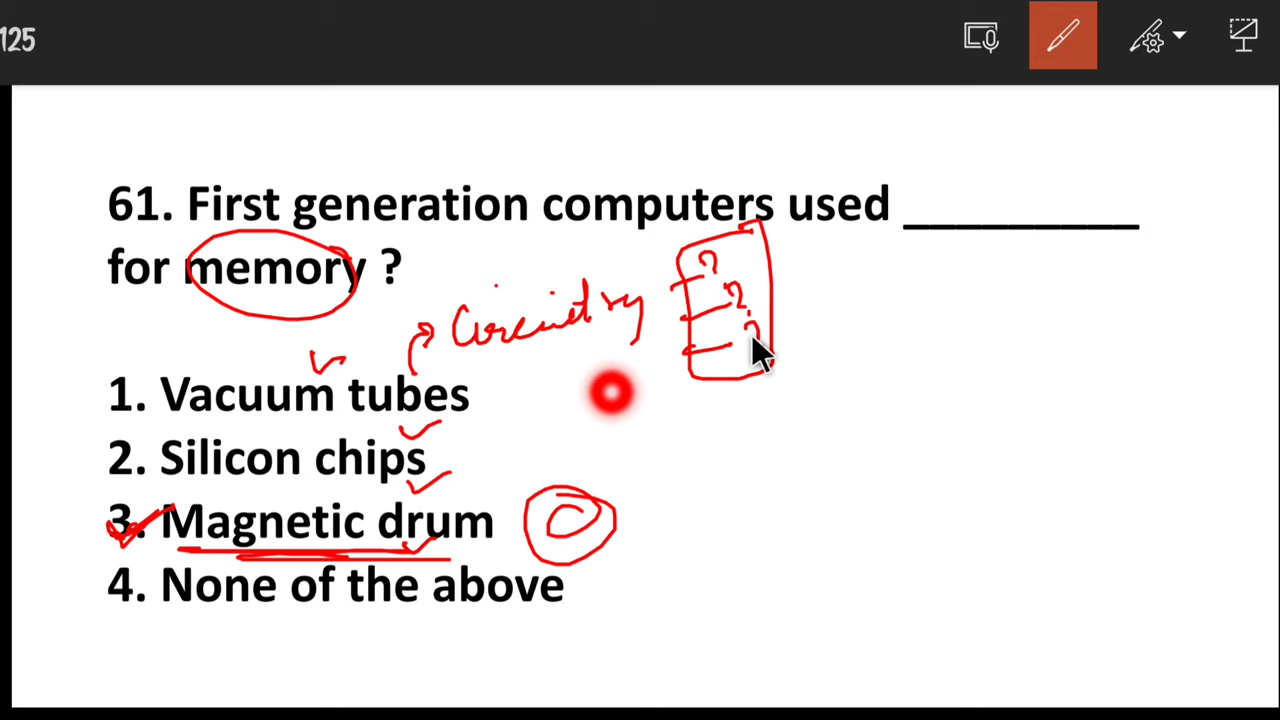 125
61. First generation computers used _________
for memory ?
Circuitry
?
?
?
1. Vacuum tubes
2. Silicon chips
3. Magnetic drum
4. None of the above